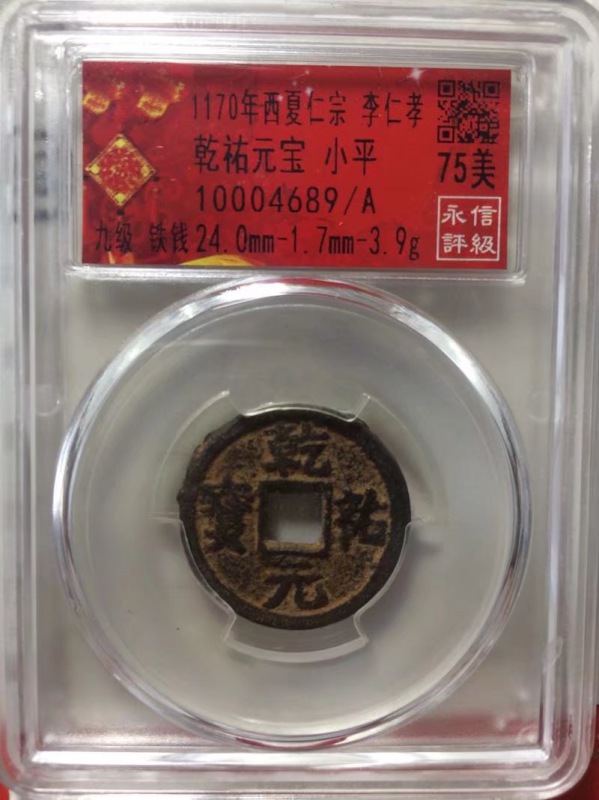 1170年西夏仁宗 李仁孝
乾祐元宝 小平
75美
10004689/A
九级 铁钱 24.0mm-1.7mm-3.9g
永信
評級
乾祐元寶